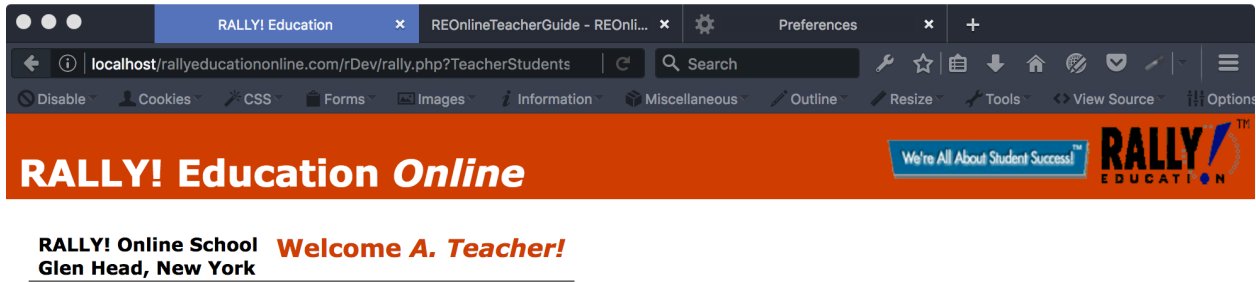 RALLY! Education
REOnlineTeacherGuide - REOnli...
Preferences
localhost/rallyeducationonline.com/rDev/rally.php?TeacherStudents
Search
Disable Cookies CSS Forms Images Information Miscellaneous Outline Resize Tools View Source Options
RALLY! Education Online
We're All About Student Success!™
RALLY!™
EDUCATION
RALLY! Online School
Glen Head, New York
Welcome A. Teacher!